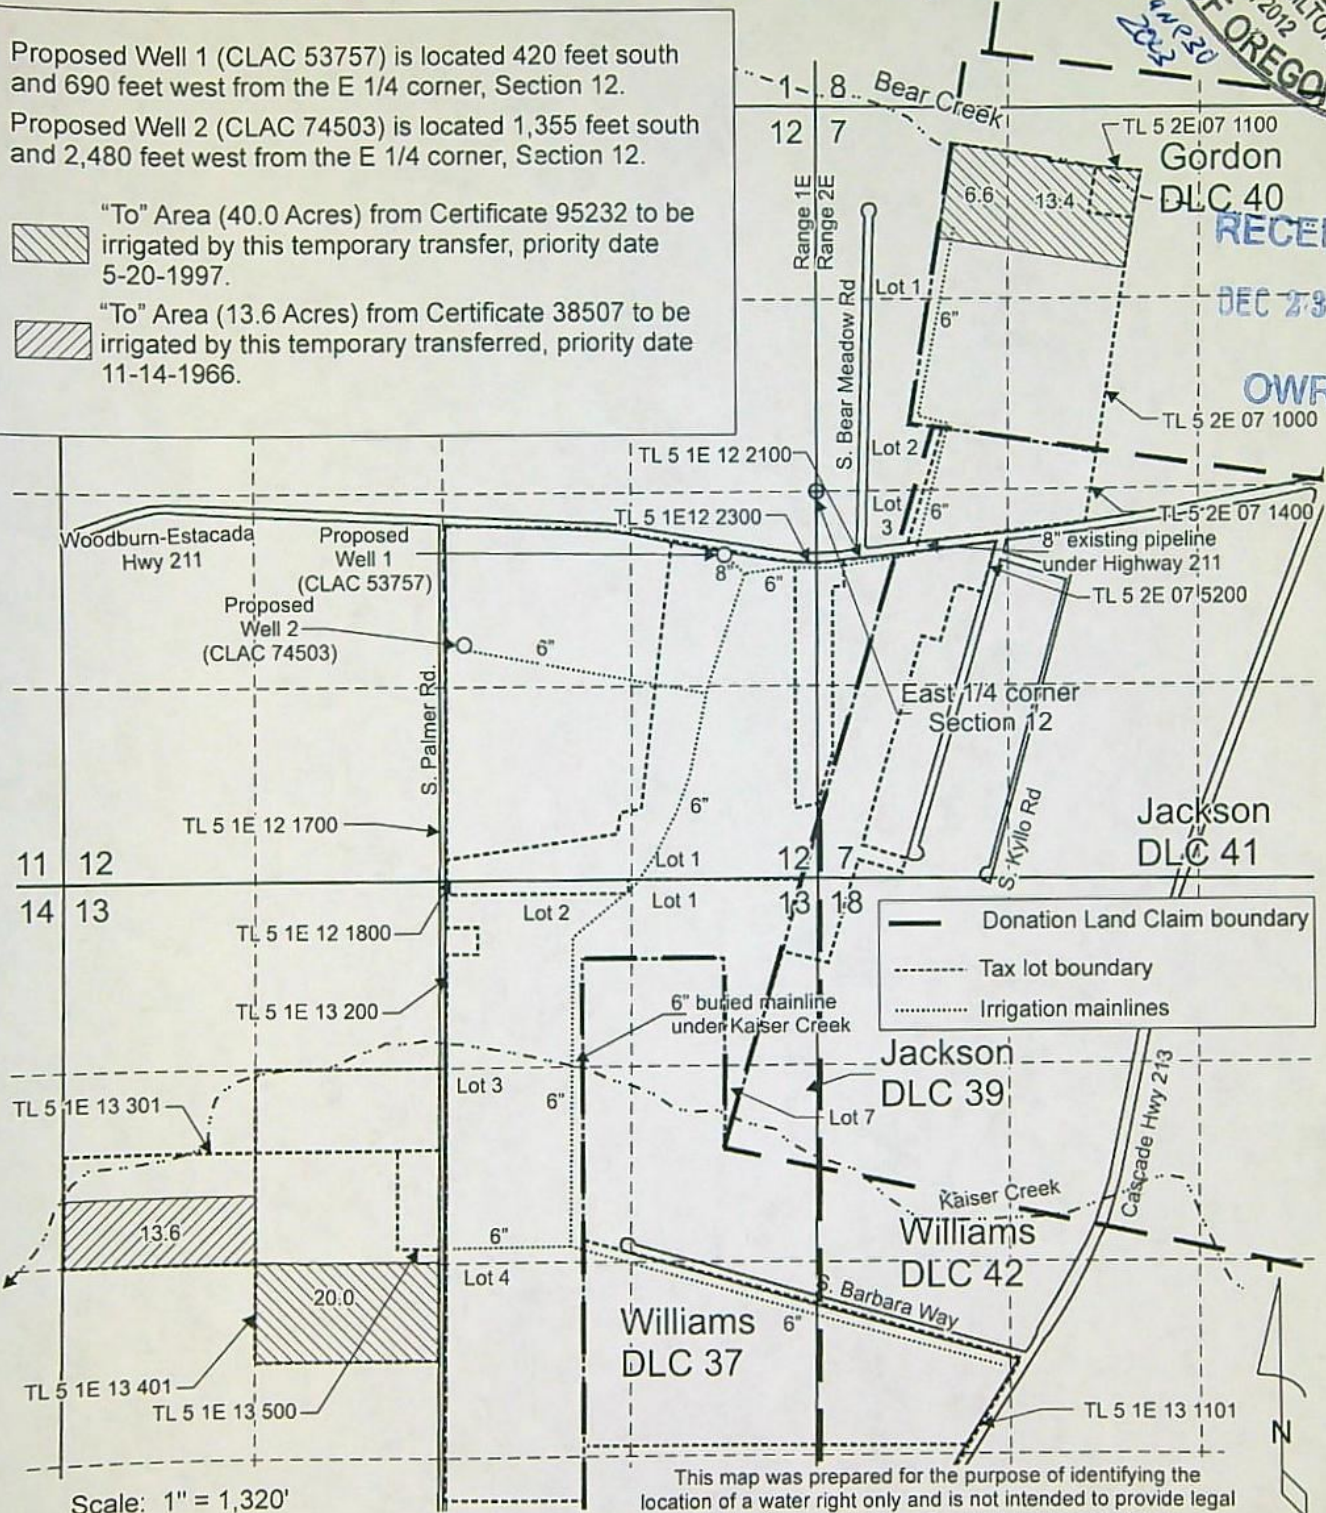 Proposed Well 1 (CLAC 53757) is located 420 feet south
and 690 feet west from the E 1/4 corner, Section 12.
Proposed Well 2 (CLAC 74503) is located 1,355 feet south
and 2,480 feet west from the E 1/4 corner, Section 12.
“To” Area (40.0 Acres) from Certificate 95232 to be
irrigated by this temporary transfer, priority date
5-20-1997.
“To” Area (13.6 Acres) from Certificate 38507 to be
irrigated by this temporary transferred, priority date
11-14-1966.
2012
OF OREGO
2023
1 8
Bear Creek
12 7
TL 5 2E 07 1100
Gordon
DLC 40
6.6
13.4
RECEI
DEC 2 3
OWR
Range 1E
Range 2E
S. Bear Meadow Rd
Lot 1
6"
TL 5 2E 07 1000
TL 5 1E 12 2100
Lot 2
Lot
3
6"
TL 5 1E12 2300
TL 5 2E 07 1400
Woodburn-Estacada
Hwy 211
Proposed
Well 1
(CLAC 53757)
8"
6"
8" existing pipeline
under Highway 211
TL 5 2E 07 5200
Proposed
Well 2
(CLAC 74503)
6"
S. Palmer Rd.
East 1/4 corner
Section 12
6"
TL 5 1E 12 1700
S. Kyllo Rd
Jackson
DLC 41
11 12
Lot 1
12 7
14 13
Lot 2
Lot 1
13 18
TL 5 1E 12 1800
Donation Land Claim boundary
Tax lot boundary
Irrigation mainlines
TL 5 1E 13 200
6" buried mainline
under Kaiser Creek
Jackson
DLC 39
Lot 3
6"
Lot 7
TL 5 1E 13 301
Cascade Hwy 213
Kaiser Creek
13.6
6"
Williams
DLC 42
Lot 4
20.0
S. Barbara Way
6"
Williams
DLC 37
TL 5 1E 13 401
TL 5 1E 13 500
TL 5 1E 13 1101
N
Scale: 1" = 1,320'
This map was prepared for the purpose of identifying the
location of a water right only and is not intended to provide legal